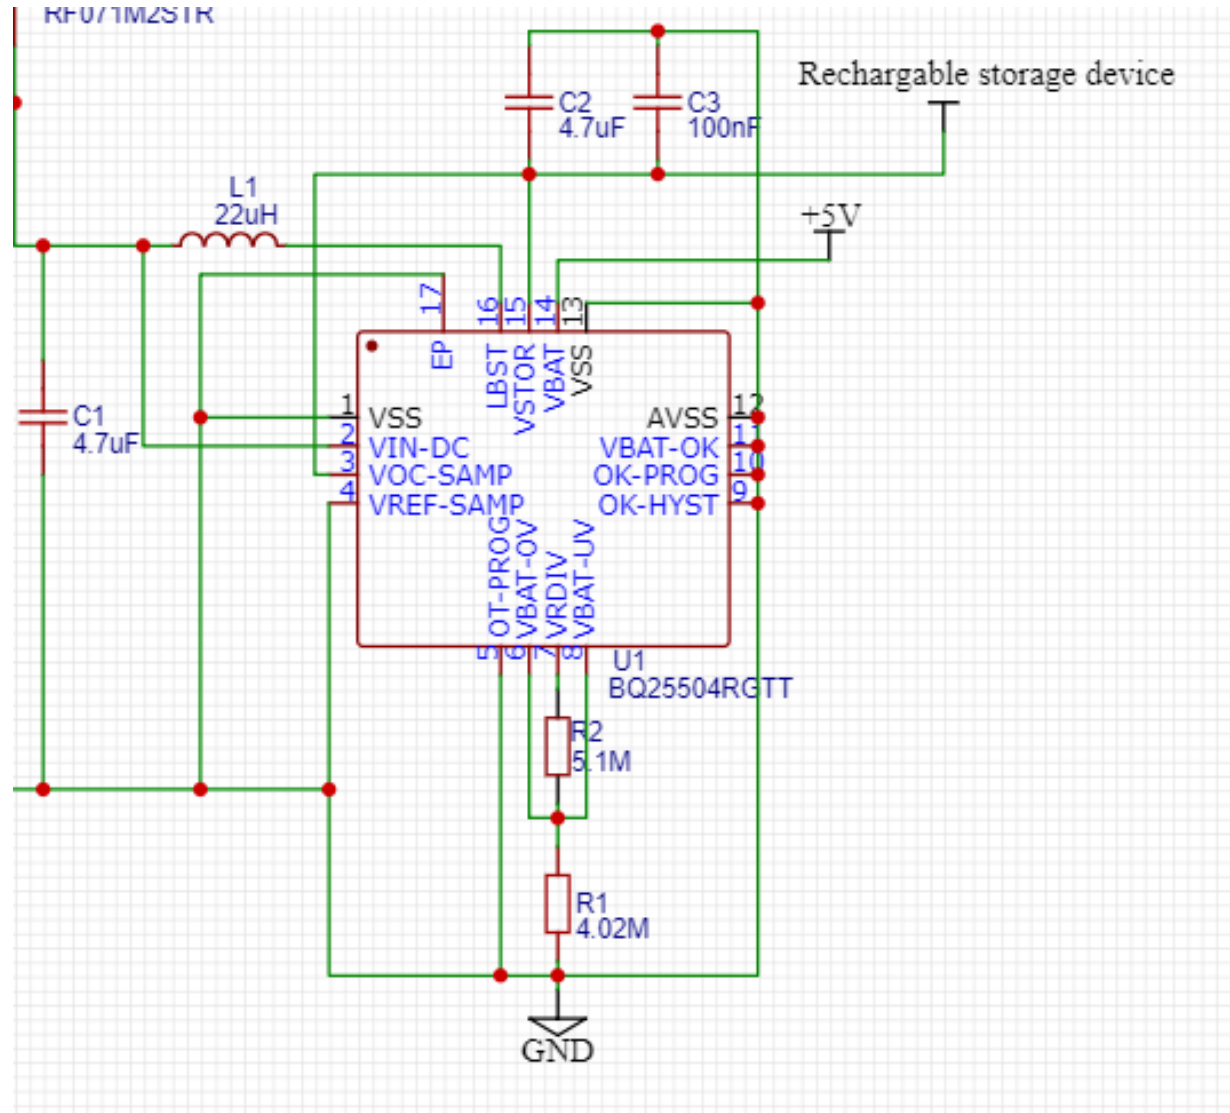 RF071M2STR
C2
4.7uF
C3
100nF
Rechargable storage device
L1
22uH
+5V
17
16
15
14
13
EP
LBST
VSTOR
VBAT
VSS
C1
4.7uF
1
VSS
2
VIN-DC
3
VOC-SAMP
4
VREF-SAMP
AVSS
12
VBAT-OK
11
OK-PROG
10
OK-HYST
9
OT-PROG
VBAT-OV
VRDIV
VBAT-UV
5
6
7
8
U1
BQ25504RGTT
R2
5.1M
R1
4.02M
GND